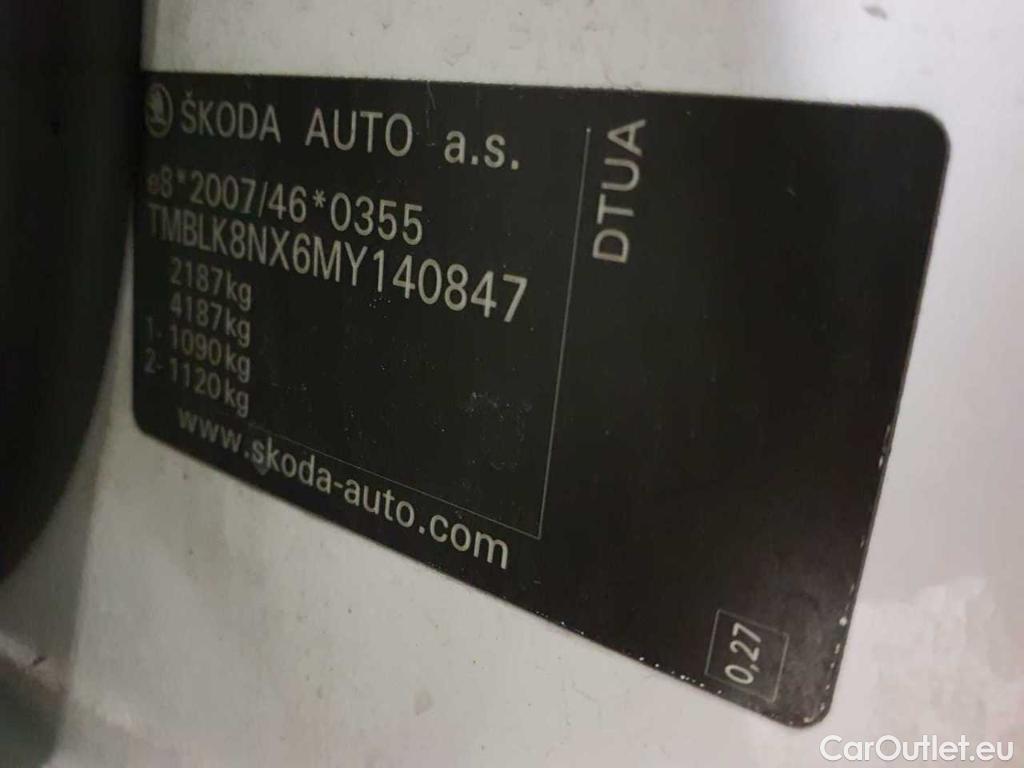 ŠKODA AUTO a.s.
e8*2007/46*0355
TMBLK8NX6MY140847
2187kg
4187kg
1-1090kg
2-1120kg
www.skoda-auto.com
DTUA
0,27
CarOutlet.eu